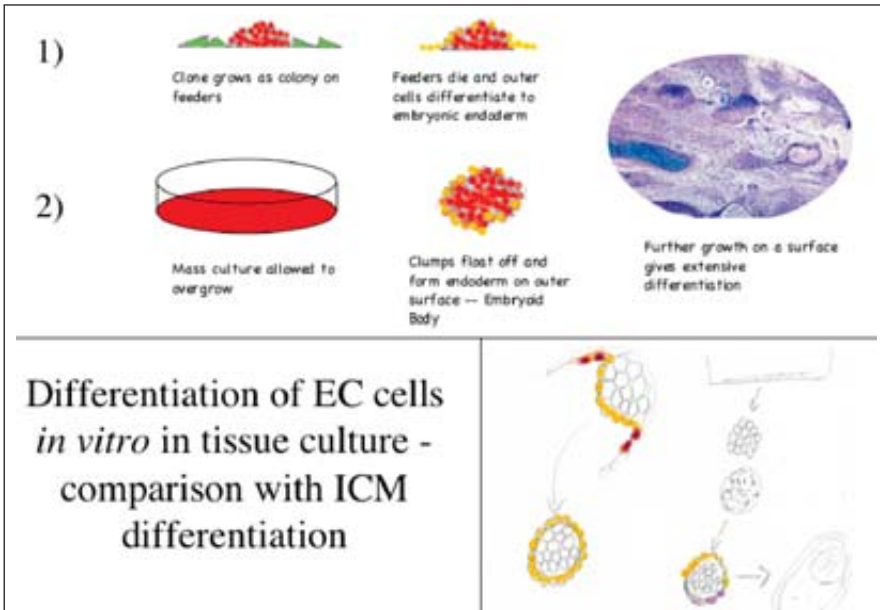 1)
Clone grows as colony on
feeders
Feeders die and outer
cells differentiate to
embryonic endoderm
2)
Mass culture allowed to
overgrow
Clumps float off and
form endoderm on outer
surface -- Embryoid
Body
Further growth on a surface
gives extensive
differentiation
Differentiation of EC cells
in vitro in tissue culture -
comparison with ICM
differentiation